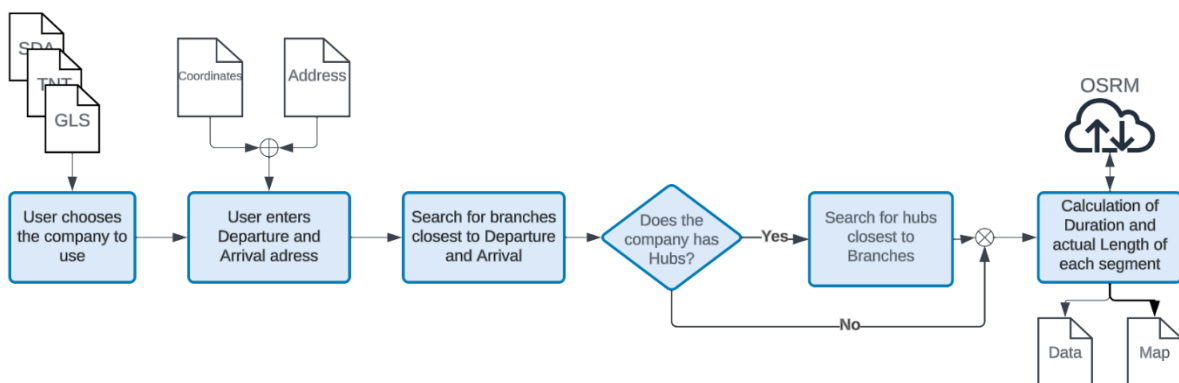 SDA
TNT
GLS
Coordinates
Address
OSRM
User chooses
the company to
use
User enters
Departure and
Arrival adress
Search for branches
closest to Departure
and Arrival
Does the
company has
Hubs?
Yes
Search for hubs
closest to
Branches
Calculation of
Duration and
actual Length of
each segment
No
Data
Map